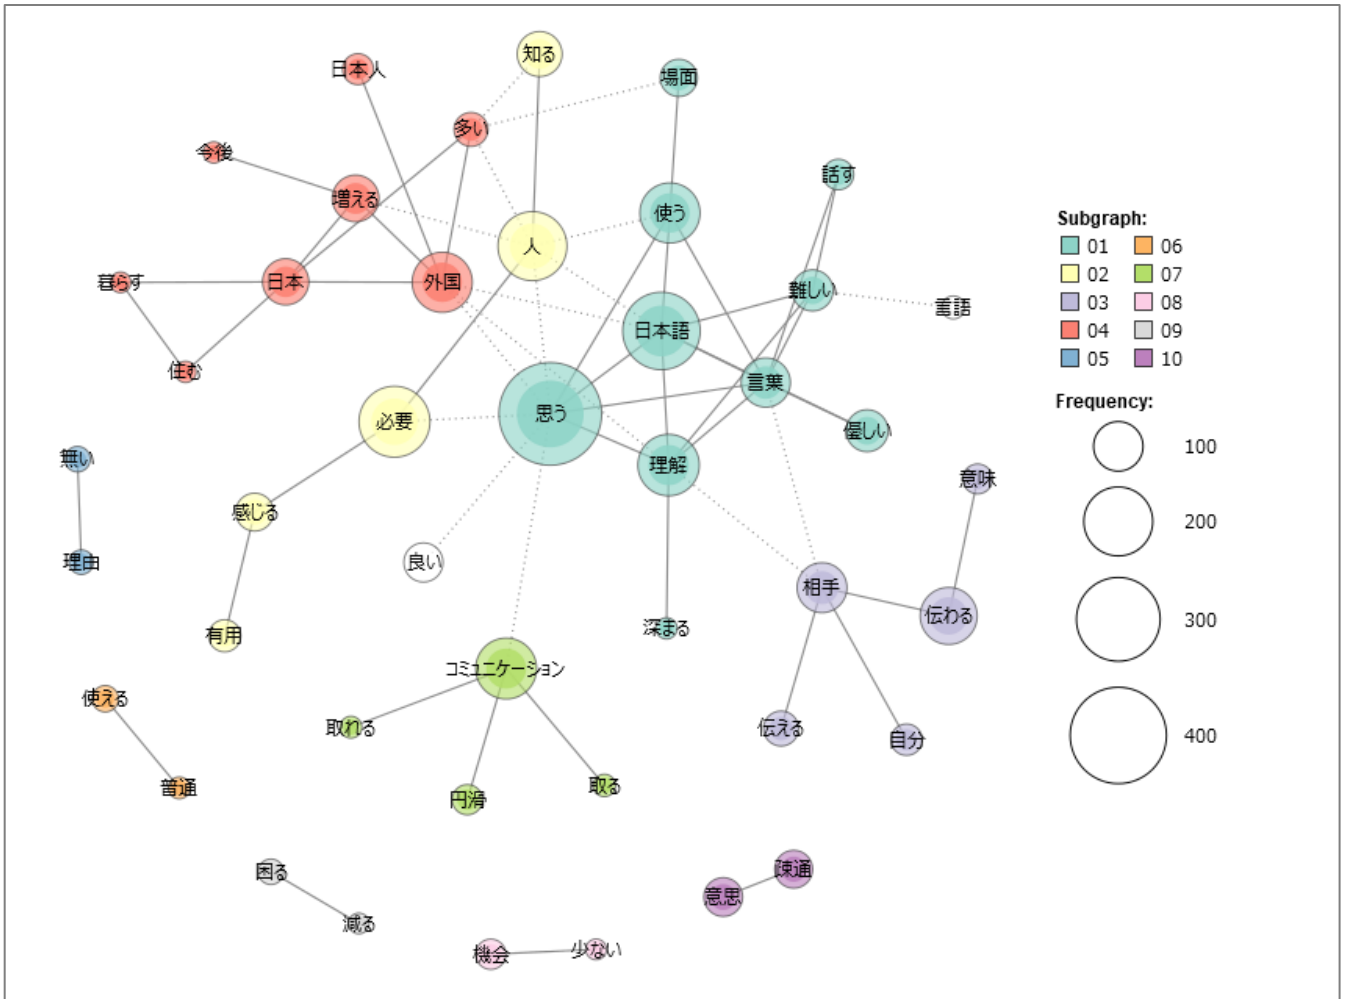 知る
日本人
場面
多い
今後
話す
増える
使う
人
Subgraph:
01 06
02 07
03 08
04 09
05 10
暮らす
日本
外国
難しい
言語
日本語
住む
言葉
Frequency:
思う
必要
優しい
100
無い
理解
意味
感じる
200
理由
良い
相手
伝わる
300
有用
深まる
コミュニケーション
使える
取れる
伝える
自分
400
普通
円滑
取る
困る
疎通
意思
減る
機会
少ない